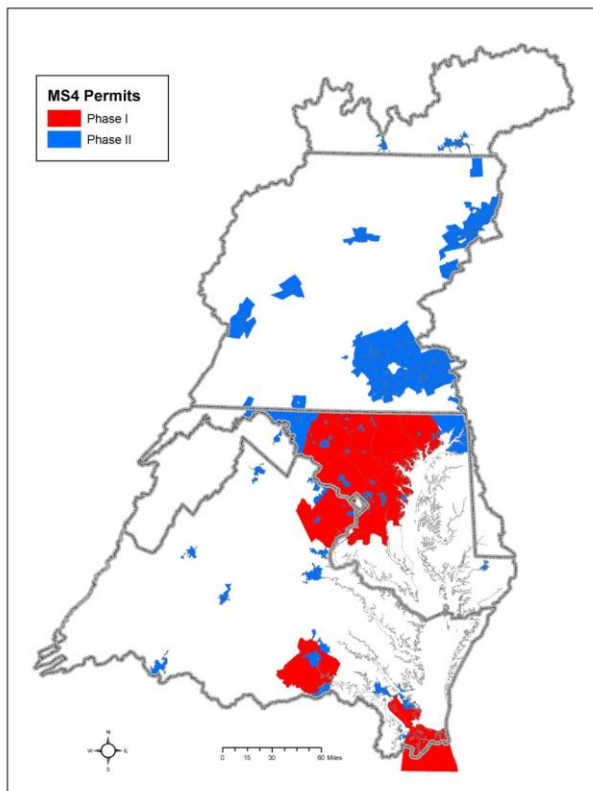 MS4 Permits
Phase I
Phase II
N
W E
S
0 15 30 60 Miles